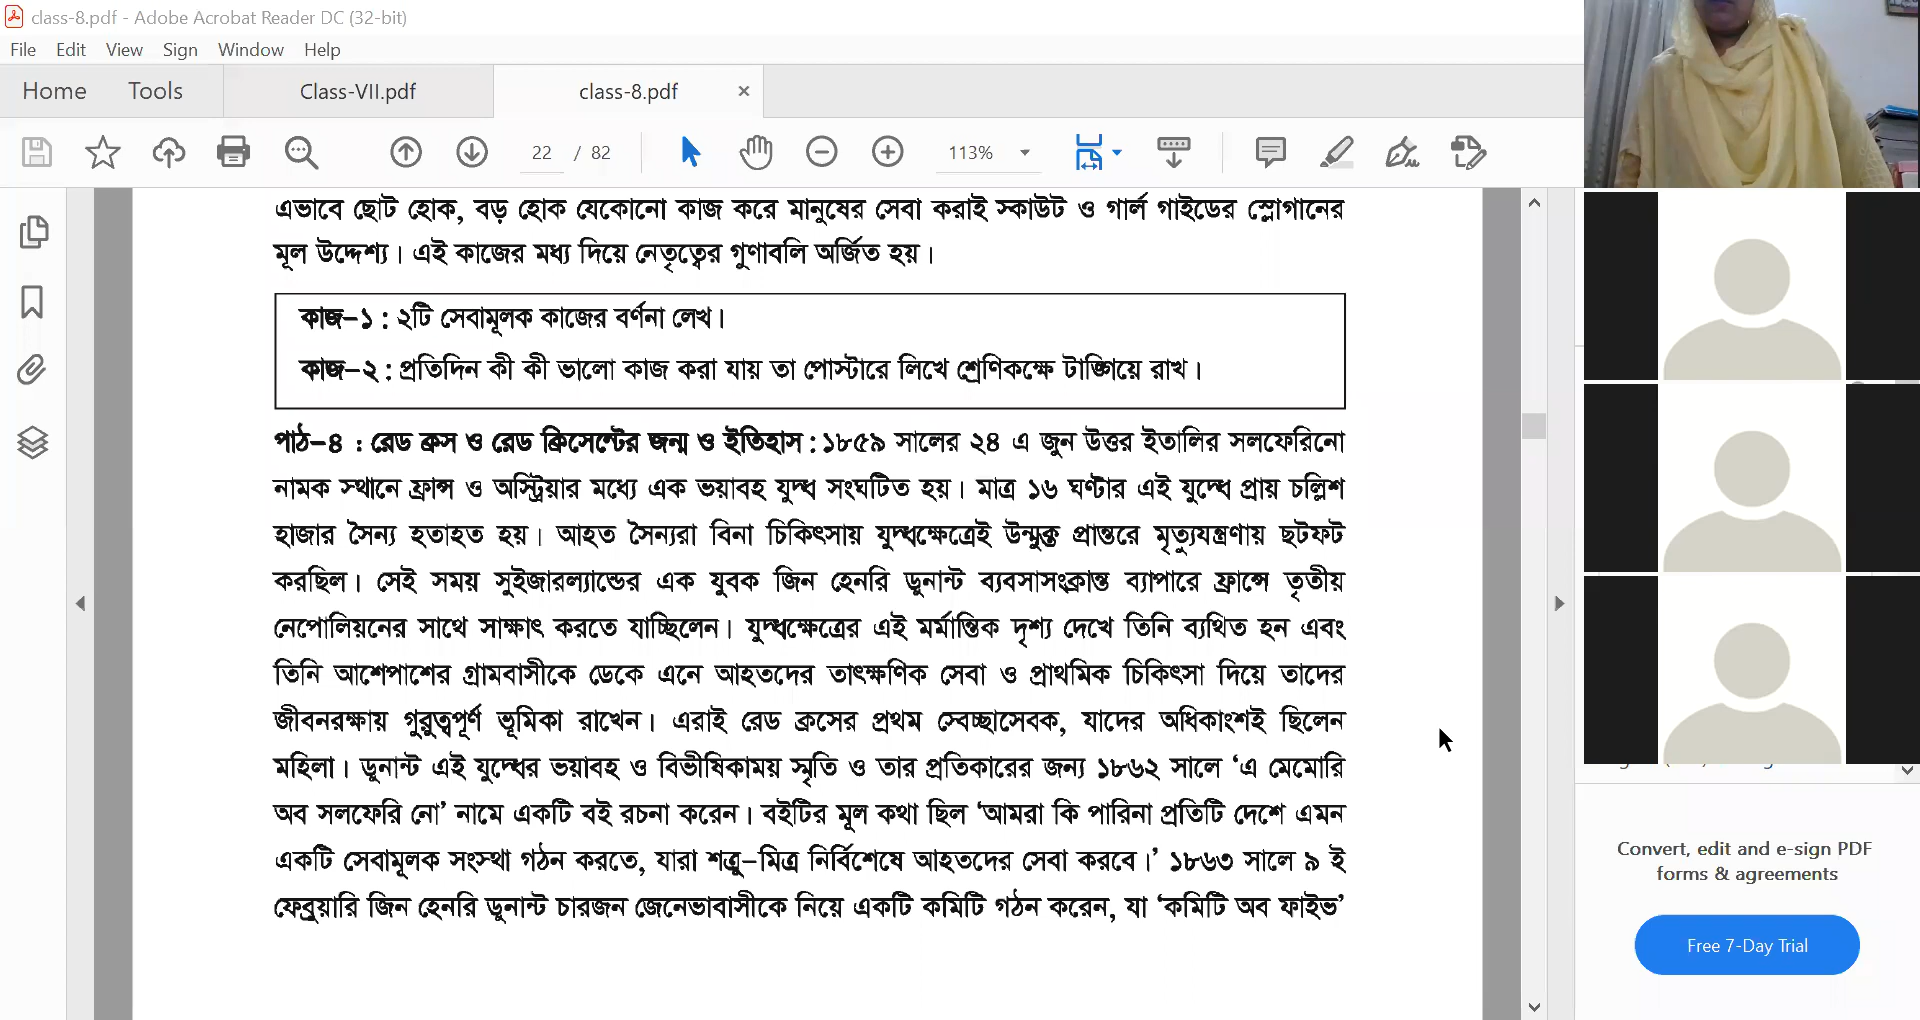 class-8.pdf - Adobe Acrobat Reader DC (32-bit)
File Edit View Sign Window Help
Home Tools Class-VII.pdf class-8.pdf
22 / 82 113%
এভাবে ছোট হোক, বড় হোক যেকোনো কাজ করে মানুষের সেবা করাই স্কাউট ও গার্ল গাইডের স্লোগানের
মূল উদ্দেশ্য। এই কাজের মধ্য দিয়ে নেতৃত্বের গুণাবলি অর্জিত হয়।
কাজ–১ : ২টি সেবামূলক কাজের বর্ণনা লেখ।
কাজ–২ : প্রতিদিন কী কী ভালো কাজ করা যায় তা পোস্টারে লিখে শ্রেণিকক্ষে টাঙ্গিয়ে রাখ।
পাঠ–৪ : রেড ক্রস ও রেড ক্রিসেন্টের জন্ম ও ইতিহাস : ১৮৫৯ সালের ২৪ এ জুন উত্তর ইতালির সলফেরিনো
নামক স্থানে ফ্রান্স ও অস্ট্রিয়ার মধ্যে এক ভয়াবহ যুদ্ধ সংঘটিত হয়। মাত্র ১৬ ঘণ্টার এই যুদ্ধে প্রায় চল্লিশ
হাজার সৈন্য হতাহত হয়। আহত সৈন্যরা বিনা চিকিৎসায় যুদ্ধক্ষেত্রেই উন্মুক্ত প্রান্তরে মৃত্যুযন্ত্রণায় ছটফট
করছিল। সেই সময় সুইজারল্যান্ডের এক যুবক জিন হেনরি ডুনান্ট ব্যবসাসংক্রান্ত ব্যাপারে ফ্রান্সে তৃতীয়
নেপোলিয়নের সাথে সাক্ষাৎ করতে যাচ্ছিলেন। যুদ্ধক্ষেত্রের এই মর্মান্তিক দৃশ্য দেখে তিনি ব্যথিত হন এবং
তিনি আশেপাশের গ্রামবাসীকে ডেকে এনে আহতদের তাৎক্ষণিক সেবা ও প্রাথমিক চিকিৎসা দিয়ে তাদের
জীবনরক্ষায় গুরুত্বপূর্ণ ভূমিকা রাখেন। এরাই রেড ক্রসের প্রথম স্বেচ্ছাসেবক, যাদের অধিকাংশই ছিলেন
মহিলা। ডুনান্ট এই যুদ্ধের ভয়াবহ ও বিভীষিকাময় স্মৃতি ও তার প্রতিকারের জন্য ১৮৬২ সালে ‘এ মেমোরি
অব সলফেরি নো’ নামে একটি বই রচনা করেন। বইটির মূল কথা ছিল ‘আমরা কি পারিনা প্রতিটি দেশে এমন
একটি সেবামূলক সংস্থা গঠন করতে, যারা শত্রু–মিত্র নির্বিশেষে আহতদের সেবা করবে।’ ১৮৬৩ সালে ৯ ই
ফেব্রুয়ারি জিন হেনরি ডুনান্ট চারজন জেনেভাবাসীকে নিয়ে একটি কমিটি গঠন করেন, যা ‘কমিটি অব ফাইভ’
Convert, edit and e-sign PDF
forms & agreements
Free 7-Day Trial